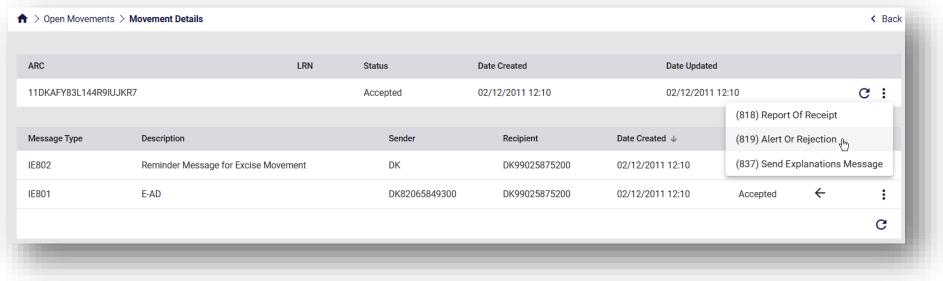 > Open Movements > Movement Details
< Back
ARC LRN Status Date Created Date Updated
11DKAFY83L144R9IUJKR7 Accepted 02/12/2011 12:10 02/12/2011 12:10
(818) Report Of Receipt
(819) Alert Or Rejection
(837) Send Explanations Message
Message Type Description Sender Recipient Date Created ↓
IE802 Reminder Message for Excise Movement DK DK99025875200 02/12/2011 12:10
IE801 E-AD DK82065849300 DK99025875200 02/12/2011 12:10 Accepted ←